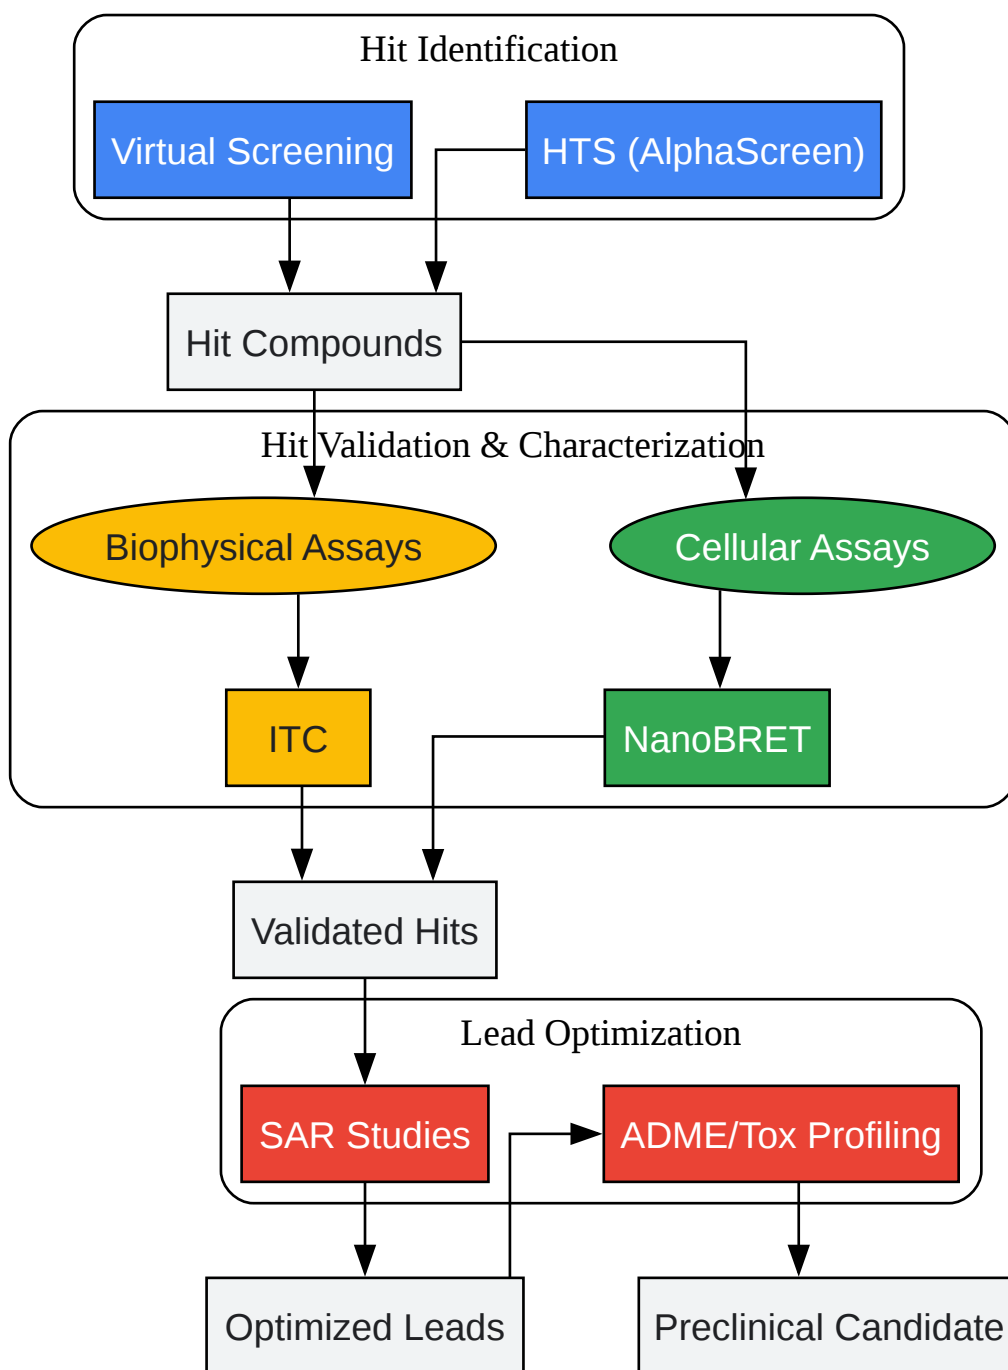 Hit Identification
Virtual Screening
HTS (AlphaScreen)
Hit Compounds
Hit Validation & Characterization
Biophysical Assays
Cellular Assays
ITC
NanoBRET
Validated Hits
Lead Optimization
SAR Studies
ADME/Tox Profiling
Optimized Leads
Preclinical Candidate